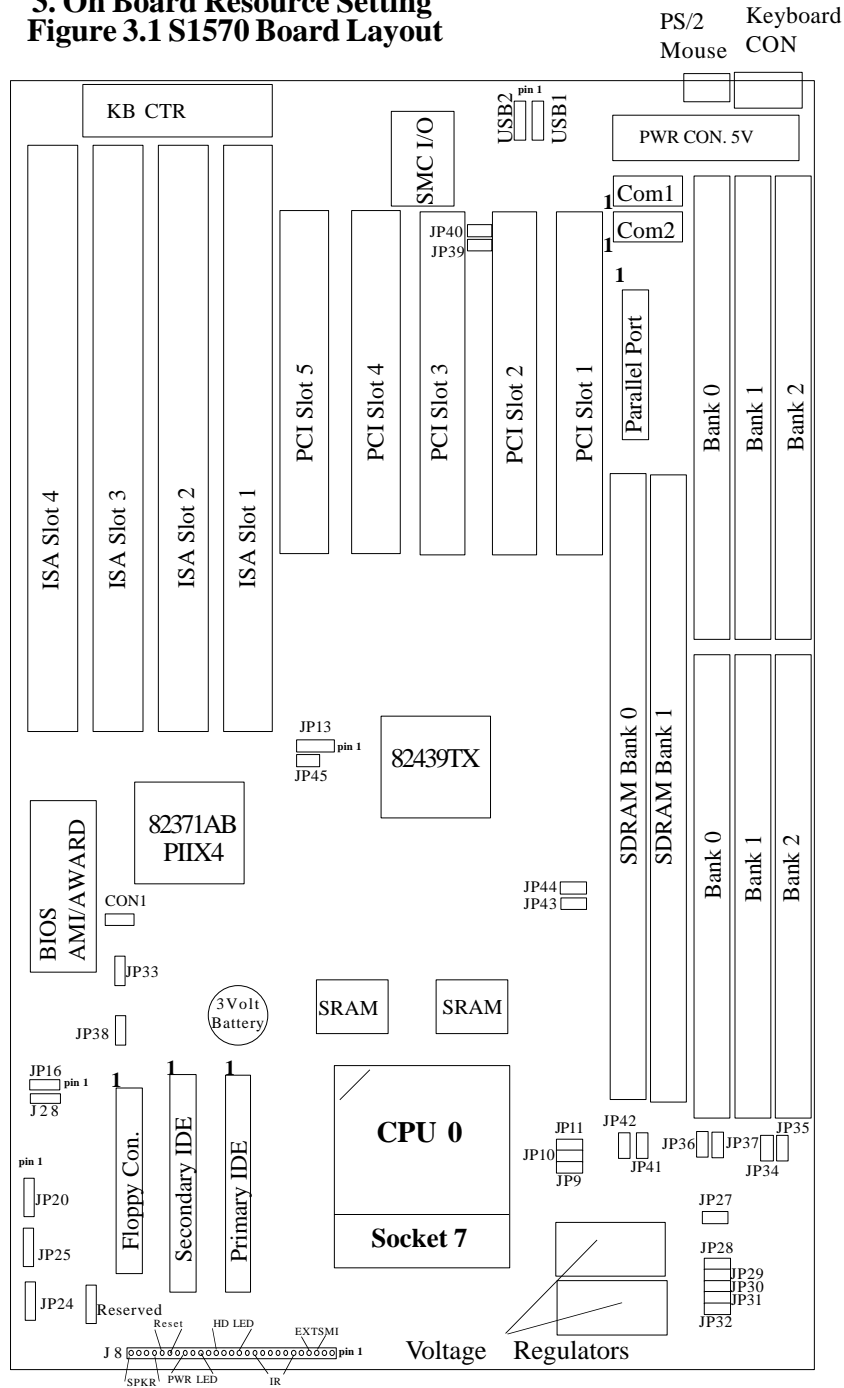 3. On Board Resource Setting
Figure 3.1 S1570 Board Layout
PS/2
Mouse
Keyboard
CON
KB CTR
SMC I/O
USB2
pin 1
USB1
PWR CON. 5V
1
Com1
1
Com2
1
Parallel Port
JP40
JP39
ISA Slot 4
ISA Slot 3
ISA Slot 2
ISA Slot 1
PCI Slot 5
PCI Slot 4
PCI Slot 3
PCI Slot 2
PCI Slot 1
Bank 0
Bank 1
Bank 2
SDRAM Bank 0
SDRAM Bank 1
Bank 0
Bank 1
Bank 2
JP13
pin 1
JP45
82439TX
82371AB
PIIX4
BIOS
AMI/AWARD
CON1
JP33
JP38
JP44
JP43
3Volt
Battery
SRAM
SRAM
JP16
pin 1
J28
1
Floppy Con.
1
Secondary IDE
1
Primary IDE
CPU 0
Socket 7
JP11
JP10
JP9
JP42
JP41
JP36
JP37
JP35
JP34
pin 1
JP20
JP25
JP24
Reserved
JP27
JP28
JP29
JP30
JP31
JP32
Voltage Regulators
Reset
HD LED
EXTSMI
J8
pin 1
SPKR
PWR LED
IR